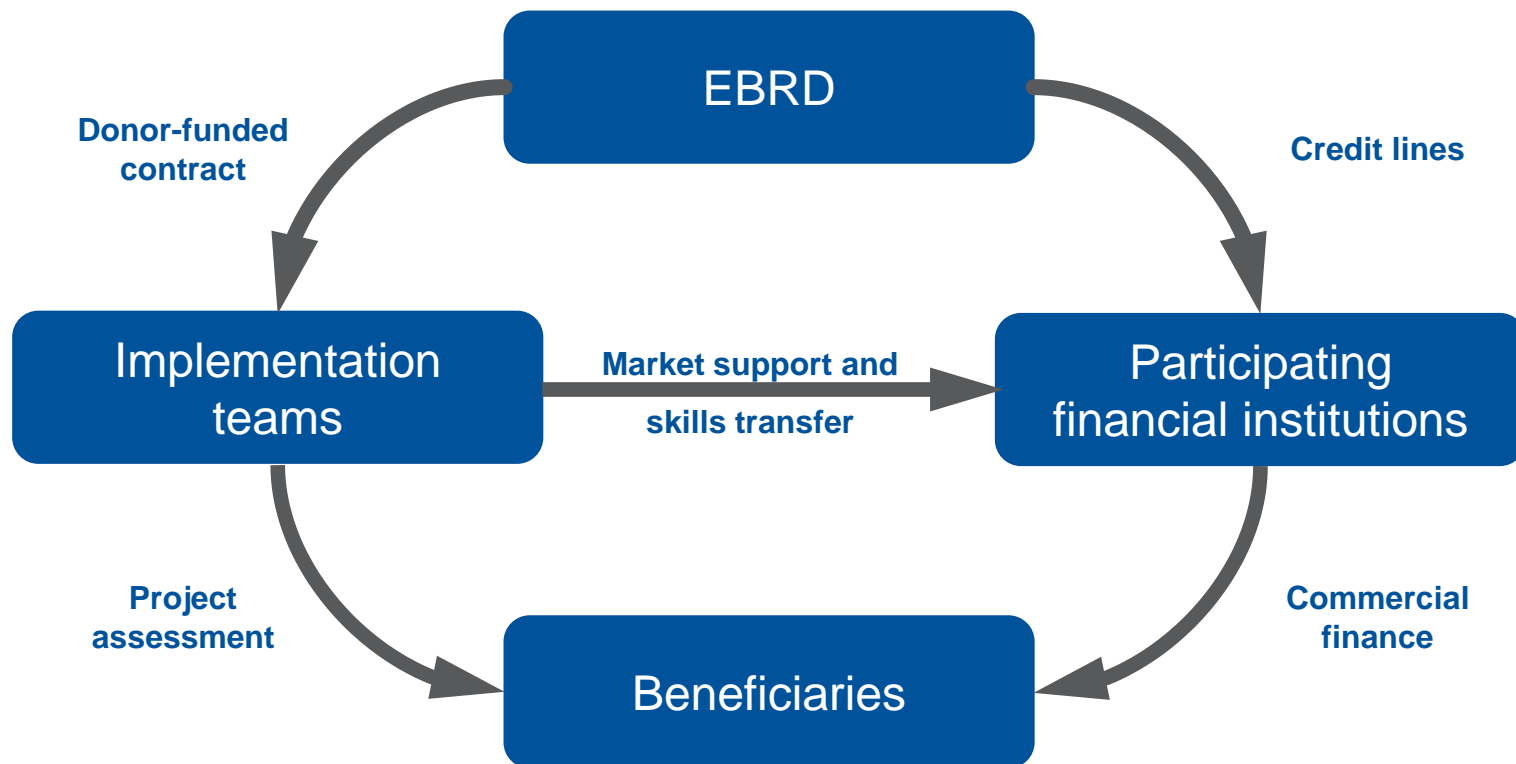 EBRD
Donor-funded
contract
Credit lines
Implementation
teams
Market support and
skills transfer
Participating
financial institutions
Project
assessment
Commercial
finance
Beneficiaries